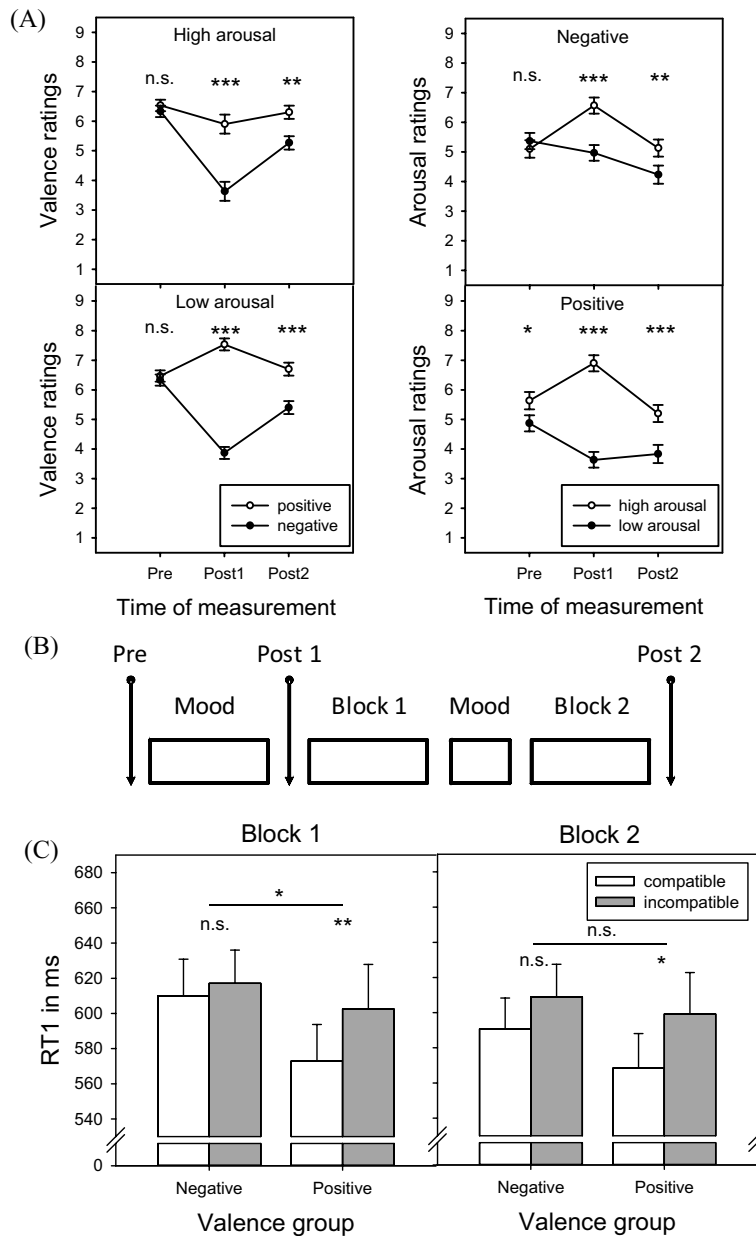 (A)
High arousal
Valence ratings
9
8
7
6
5
4
3
2
1
n.s.
***
**
Negative
Arousal ratings
9
8
7
6
5
4
3
2
1
n.s.
***
**
Low arousal
Valence ratings
9
8
7
6
5
4
3
2
1
n.s.
***
***
positive
negative
Pre
Post1
Post2
Time of measurement
Positive
Arousal ratings
9
8
7
6
5
4
3
2
1
*
***
***
high arousal
low arousal
Pre
Post1
Post2
Time of measurement
(B)
Pre
Post 1
Post 2
Mood
Block 1
Mood
Block 2
(C)
Block 1
RT1 in ms
680
660
640
620
600
580
560
540
0
*
n.s.
**
Negative
Positive
Valence group
Block 2
compatible
incompatible
n.s.
n.s.
*
Negative
Positive
Valence group